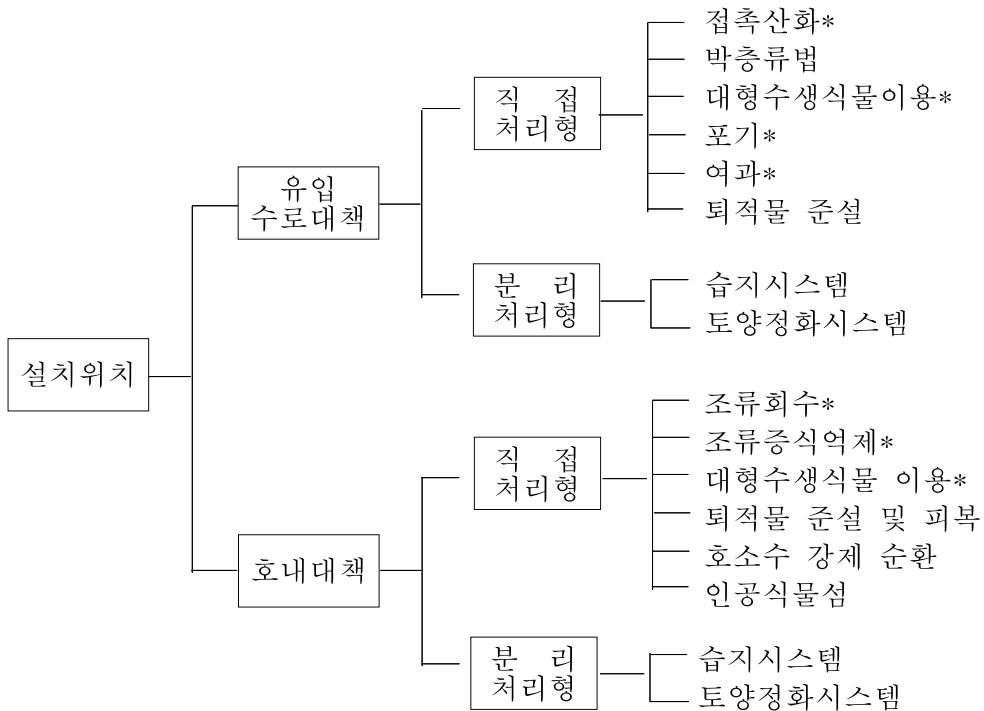 설치위치
유입
수로대책
직 접
처리형
접촉산화*
박층류법
대형수생식물이용*
포기*
여과*
퇴적물 준설
분 리
처리형
습지시스템
토양정화시스템
호내대책
직 접
처리형
조류회수*
조류증식억제*
대형수생식물 이용*
퇴적물 준설 및 피복
호소수 강제 순환
인공식물섬
분 리
처리형
습지시스템
토양정화시스템